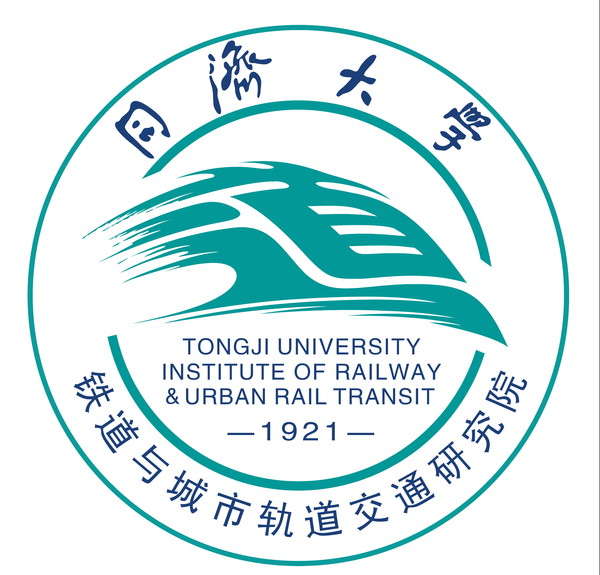 同濟大学
TONGJI UNIVERSITY
INSTITUTE OF RAILWAY
& URBAN RAIL TRANSIT
—1921—
铁道与城市轨道交通研究院